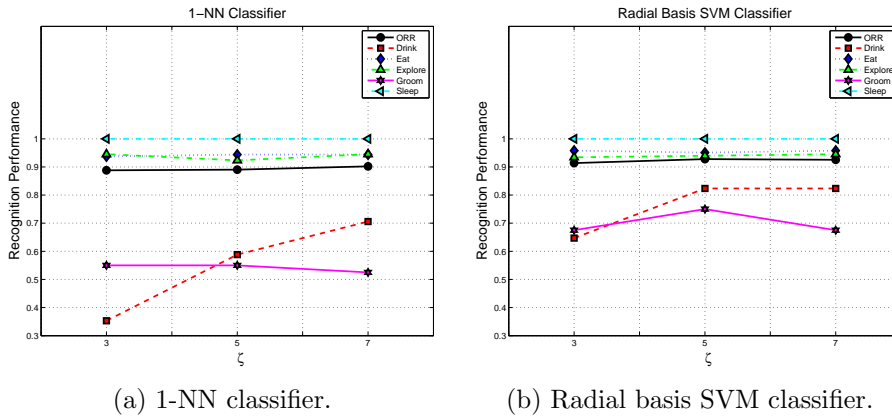 1−NN Classifier
ORR
Drink
Eat
Explore
Groom
Sleep
1
0.9
0.8
0.7
0.6
0.5
0.4
0.3
Recognition Performance
3 5 7
ζ
(a) 1-NN classifier.
Radial Basis SVM Classifier
ORR
Drink
Eat
Explore
Groom
Sleep
1
0.9
0.8
0.7
0.6
0.5
0.4
0.3
Recognition Performance
3 5 7
ζ
(b) Radial basis SVM classifier.